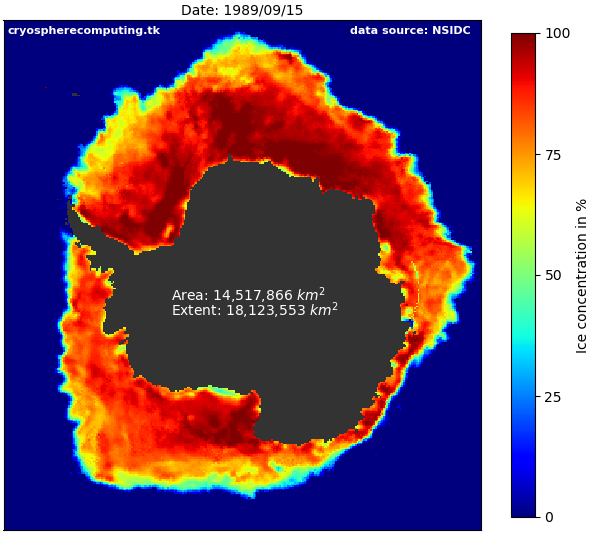 Date: 1989/09/15
cryospherecomputing.tk
data source: NSIDC
Area: 14,517,866 km²
Extent: 18,123,553 km²
100
75
50
25
0
Ice concentration in %